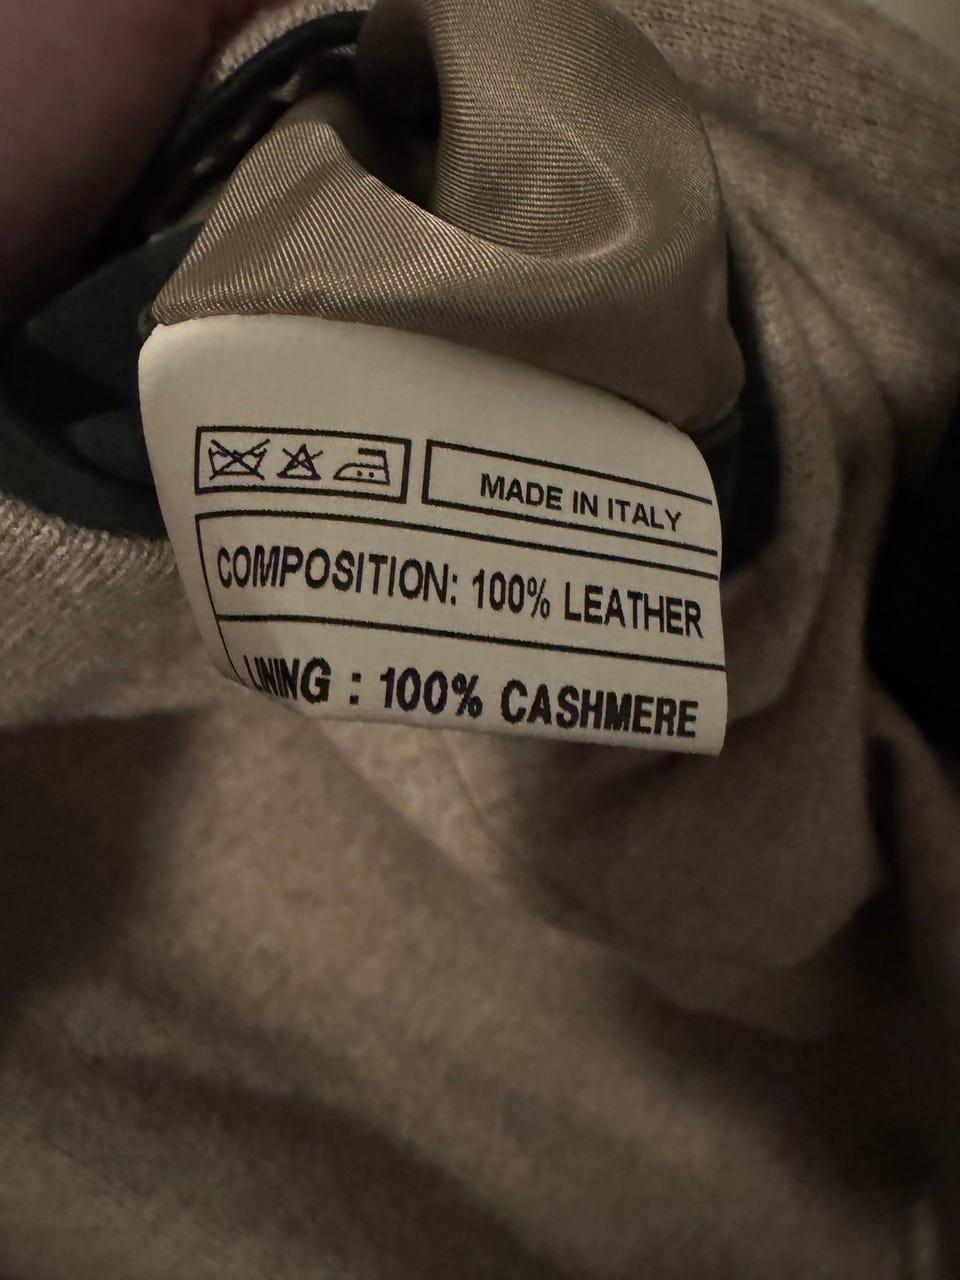 MADE IN ITALY
COMPOSITION: 100% LEATHER
LINING : 100% CASHMERE